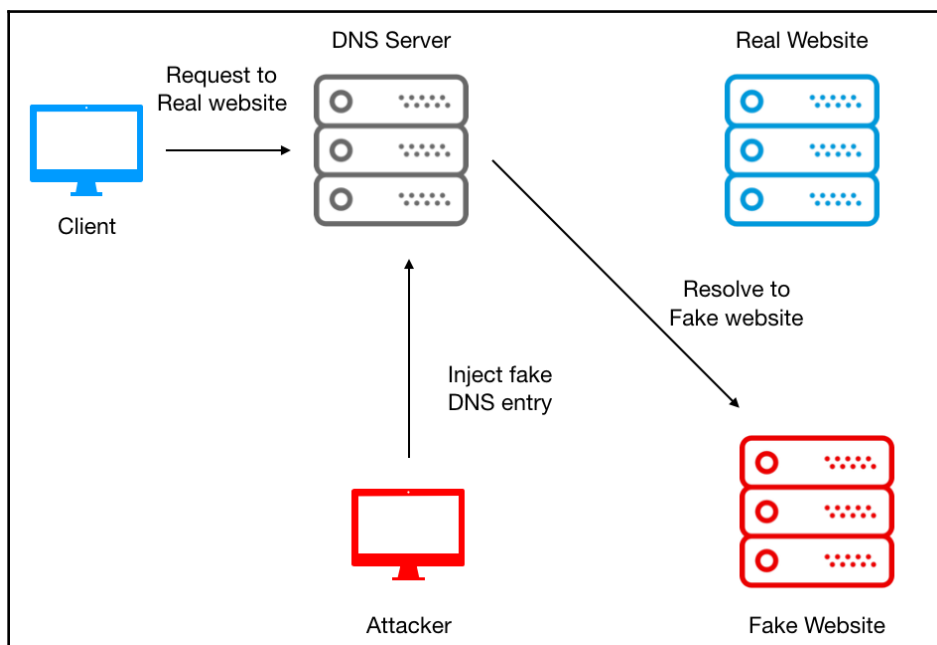 DNS Server
Real Website
Request to
Real website
Client
Resolve to
Fake website
Inject fake
DNS entry
Attacker
Fake Website